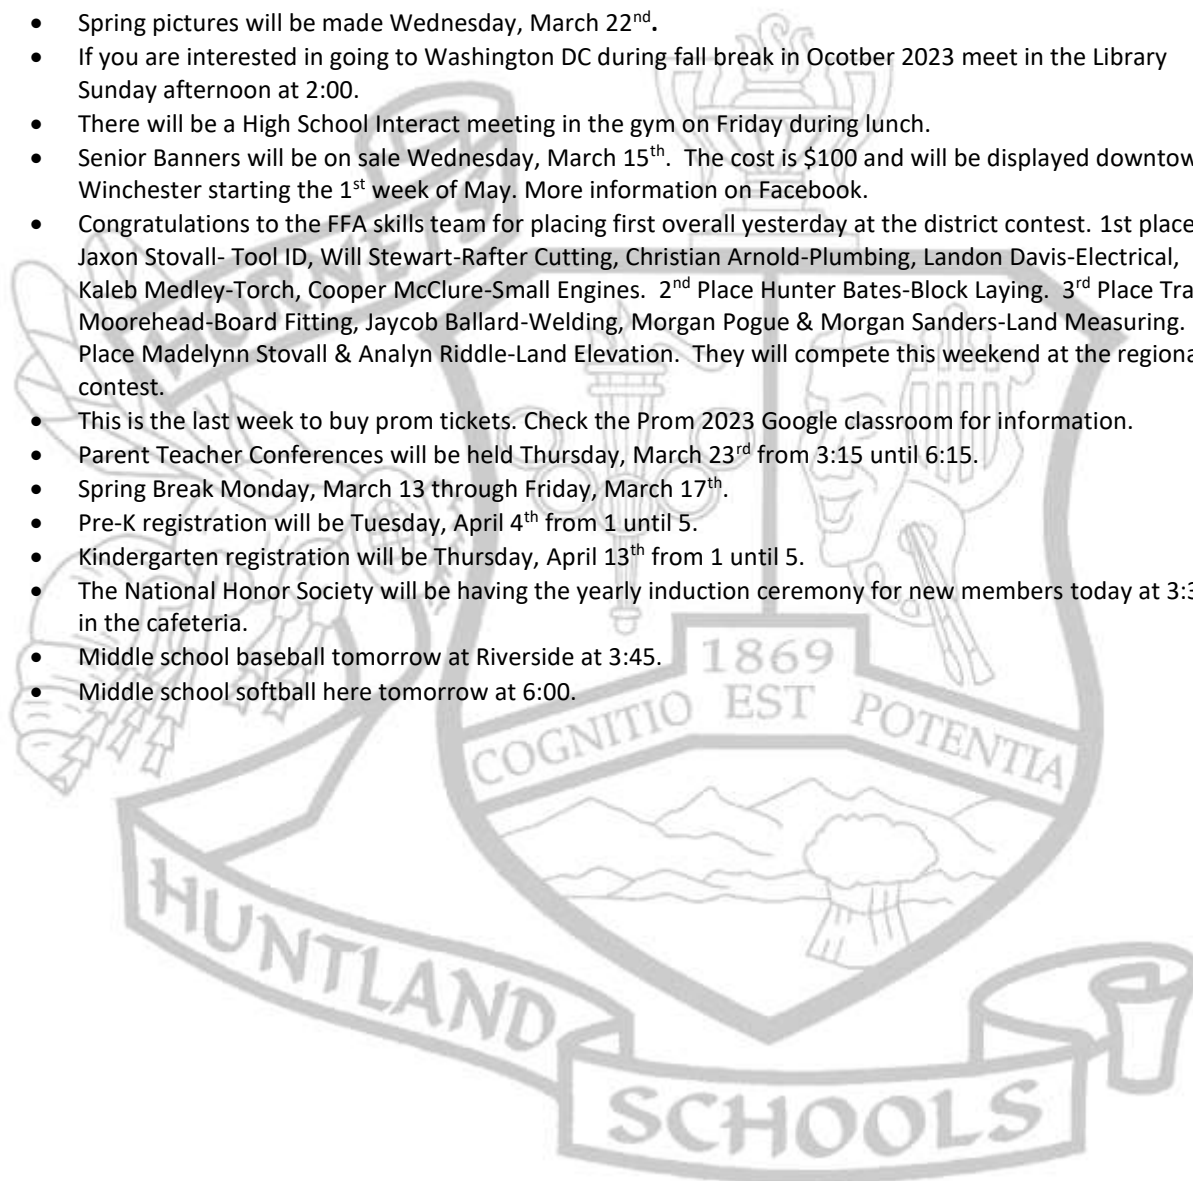 • Spring pictures will be made Wednesday, March 22nd.
• If you are interested in going to Washington DC during fall break in Ocotber 2023 meet in the Library
Sunday afternoon at 2:00.
• There will be a High School Interact meeting in the gym on Friday during lunch.
• Senior Banners will be on sale Wednesday, March 15th. The cost is $100 and will be displayed
Winchester starting the 1st week of May. More information on Facebook.
• Congratulations to the FFA skills team for placing first overall yesterday at the district contest. 1st place
Jaxon Stovall- Tool ID, Will Stewart-Rafter Cutting, Christian Arnold-Plumbing, Landon Davis-Electrical,
Kaleb Medley-Torch, Cooper McClure-Small Engines. 2nd Place Hunter Bates-Block Laying. 3rd Place
Moorehead-Board Fitting, Jaycob Ballard-Welding, Morgan Pogue & Morgan Sanders-Land Measuring.
Place Madelynn Stovall & Analyn Riddle-Land Elevation. They will compete this weekend at the
contest.
• This is the last week to buy prom tickets. Check the Prom 2023 Google classroom for information.
• Parent Teacher Conferences will be held Thursday, March 23rd from 3:15 until 6:15.
• Spring Break Monday, March 13 through Friday, March 17th.
• Pre-K registration will be Tuesday, April 4th from 1 until 5.
• Kindergarten registration will be Thursday, April 13th from 1 until 5.
• The National Honor Society will be having the yearly induction ceremony for new members today at
in the cafeteria.
• Middle school baseball tomorrow at Riverside at 3:45.
• Middle school softball here tomorrow at 6:00.
HORNETS
1869
COGNITIO EST POTENTIA
HUNTLAND
SCHOOLS